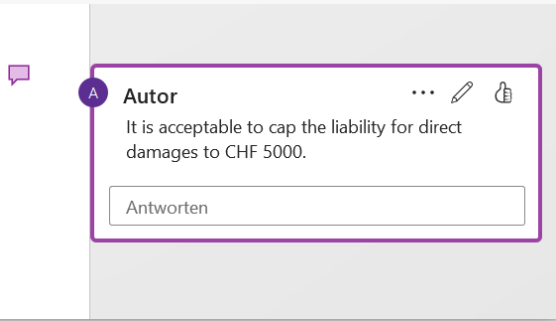 A
Autor
It is acceptable to cap the liability for direct
damages to CHF 5000.
Antworten